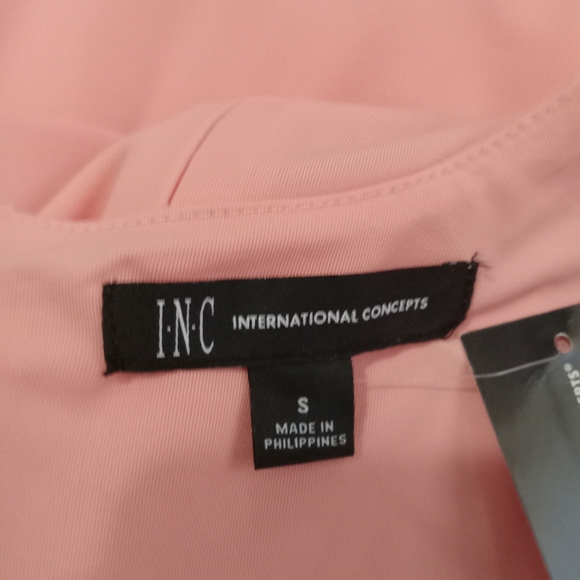 I·N·C INTERNATIONAL CONCEPTS
S
MADE IN
PHILIPPINES